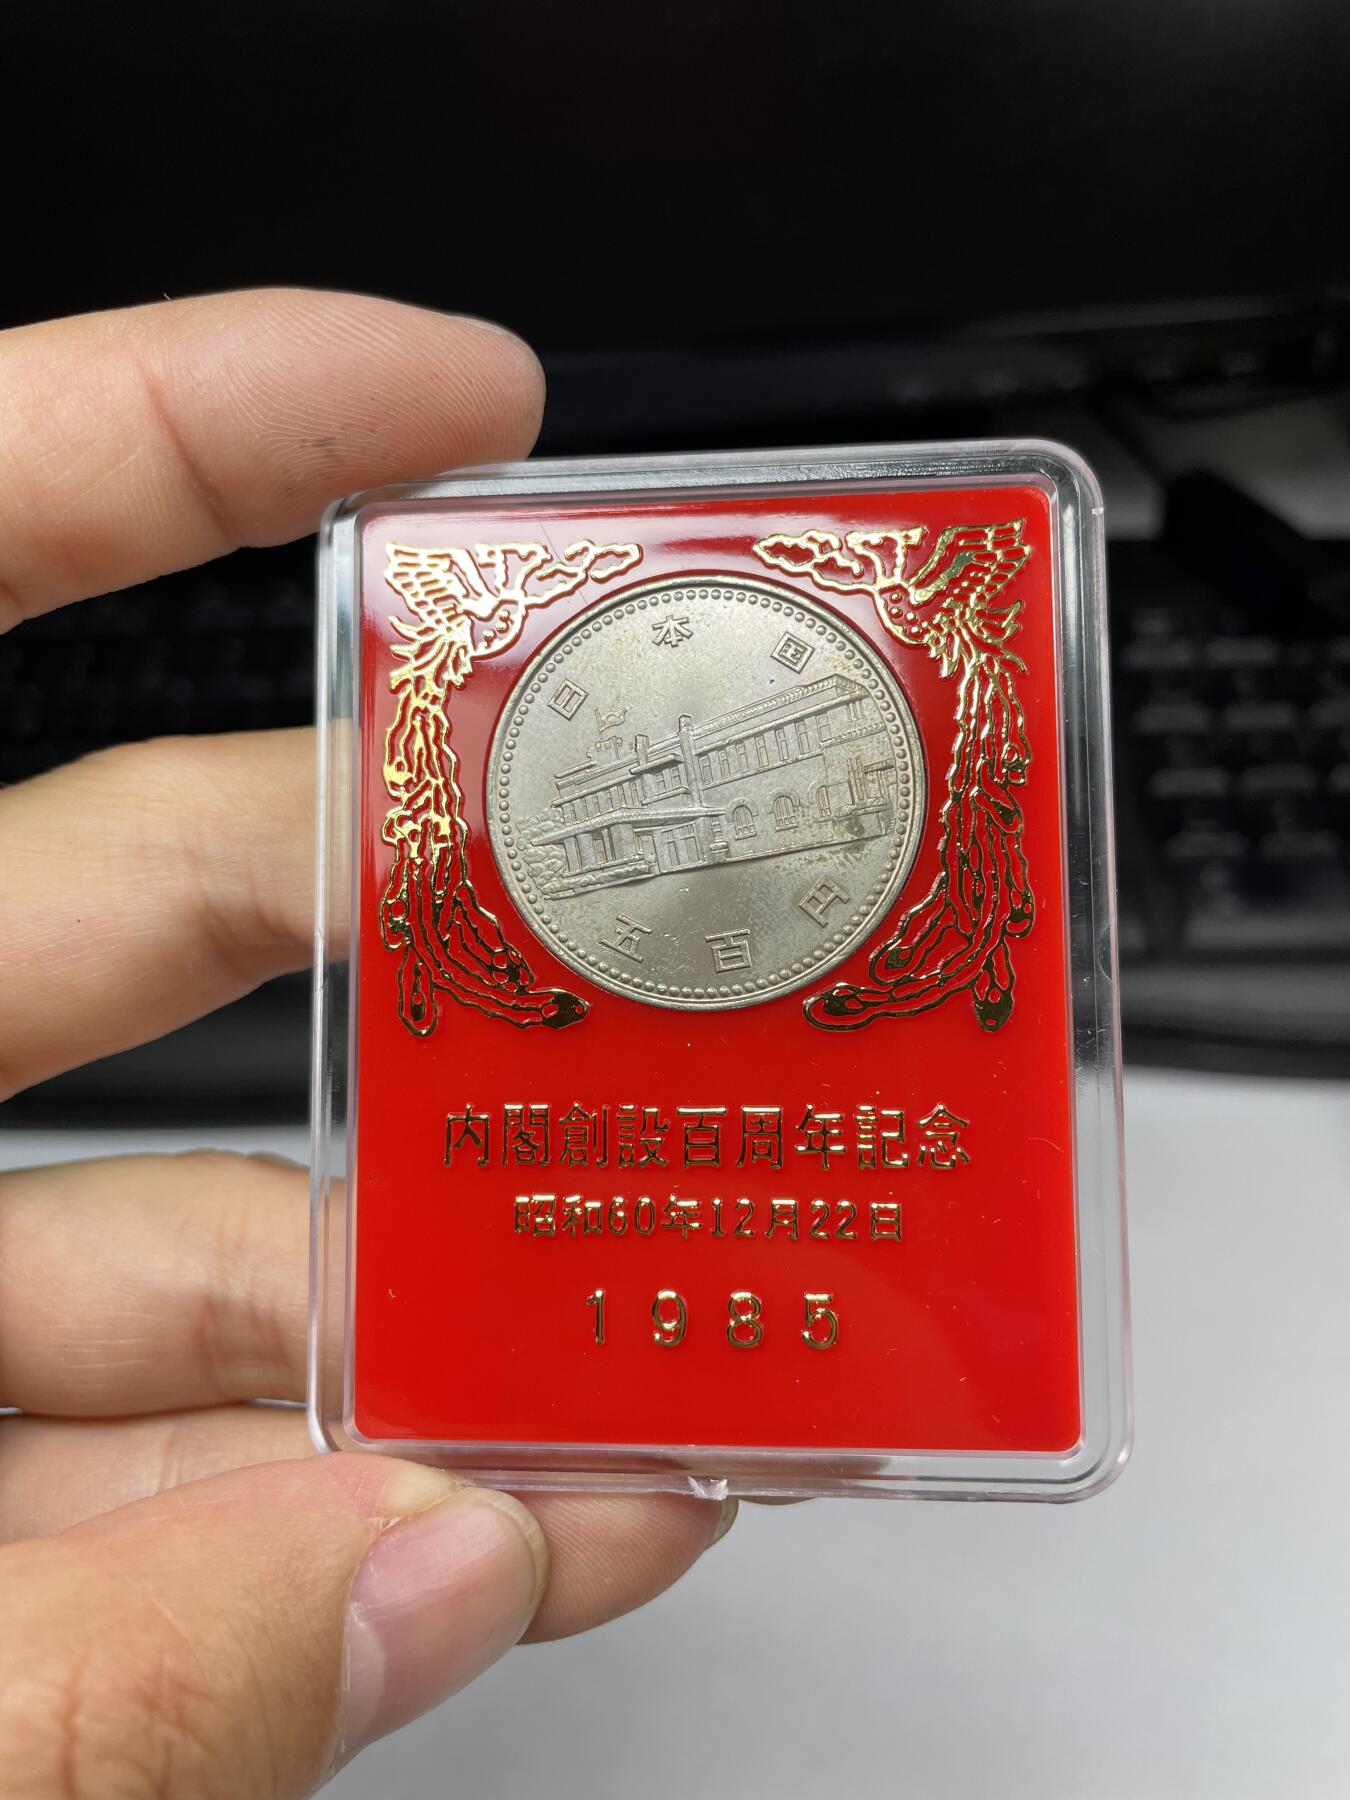 日本国
五百円
内閣創設百周年記念
昭和60年12月22日
1985